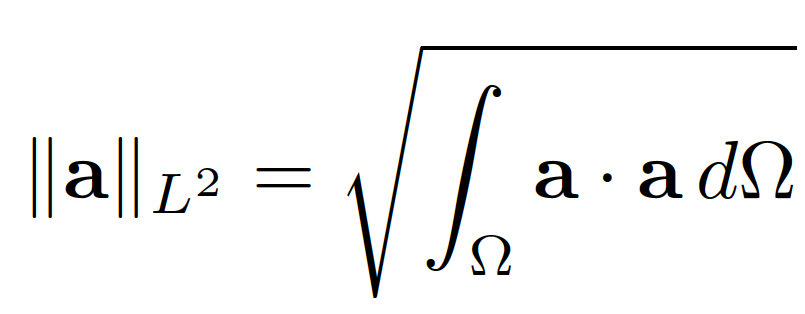 ‖𝐚‖_{L²} = √(∫_Ω 𝐚 · 𝐚 dΩ)